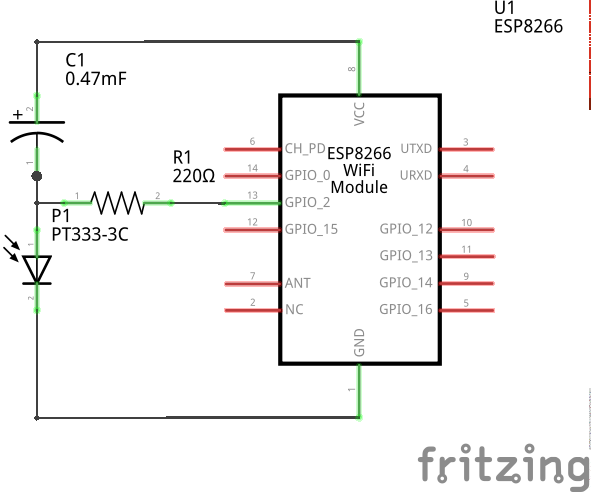 U1
ESP8266
C1
0.47mF
+
2
1
8
VCC
R1
220Ω
1
2
P1
PT333-3C
1
2
ESP8266
WiFi
Module
6 CH_PD UTXD 3
14 GPIO_0 URXD 4
13 GPIO_2
12 GPIO_15 GPIO_12 10
GPIO_13 11
7 ANT GPIO_14 9
2 NC GPIO_16 5
GND
1
fritzing